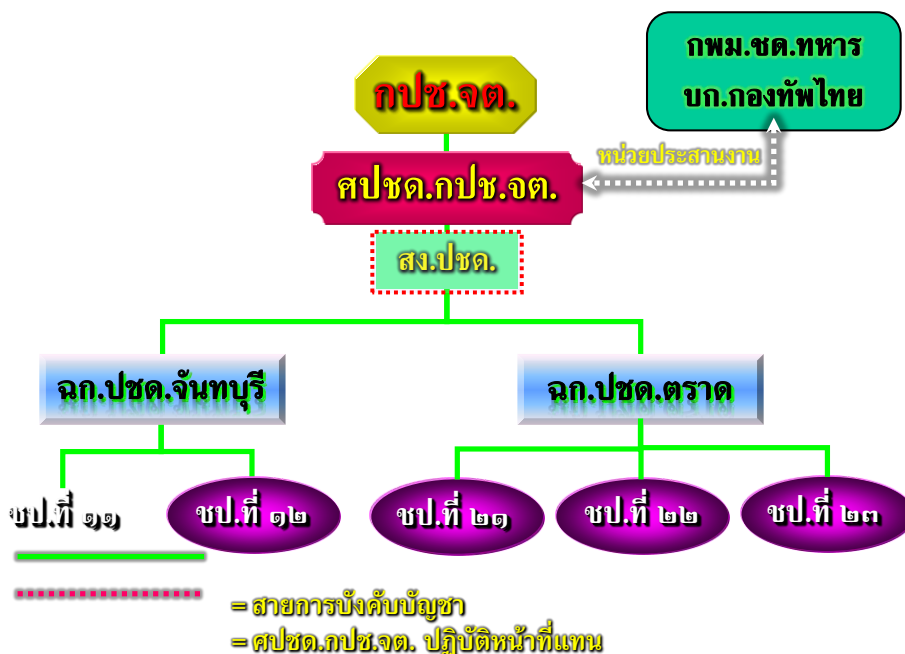 กพม.ชด.ทหาร
บก.กองทัพไทย
กปช.จต.
หน่วยประสานงาน
ศปชด.กปช.จต.
สง.ปชด.
ฉก.ปชด.จันทบุรี
ฉก.ปชด.ตราด
ชป.ที่ ๑๑
ชป.ที่ ๑๒
ชป.ที่ ๒๑
ชป.ที่ ๒๒
ชป.ที่ ๒๓
= สายการบังคับบัญชา
= ศปชด.กปช.จต. ปฏิบัติหน้าที่แทน